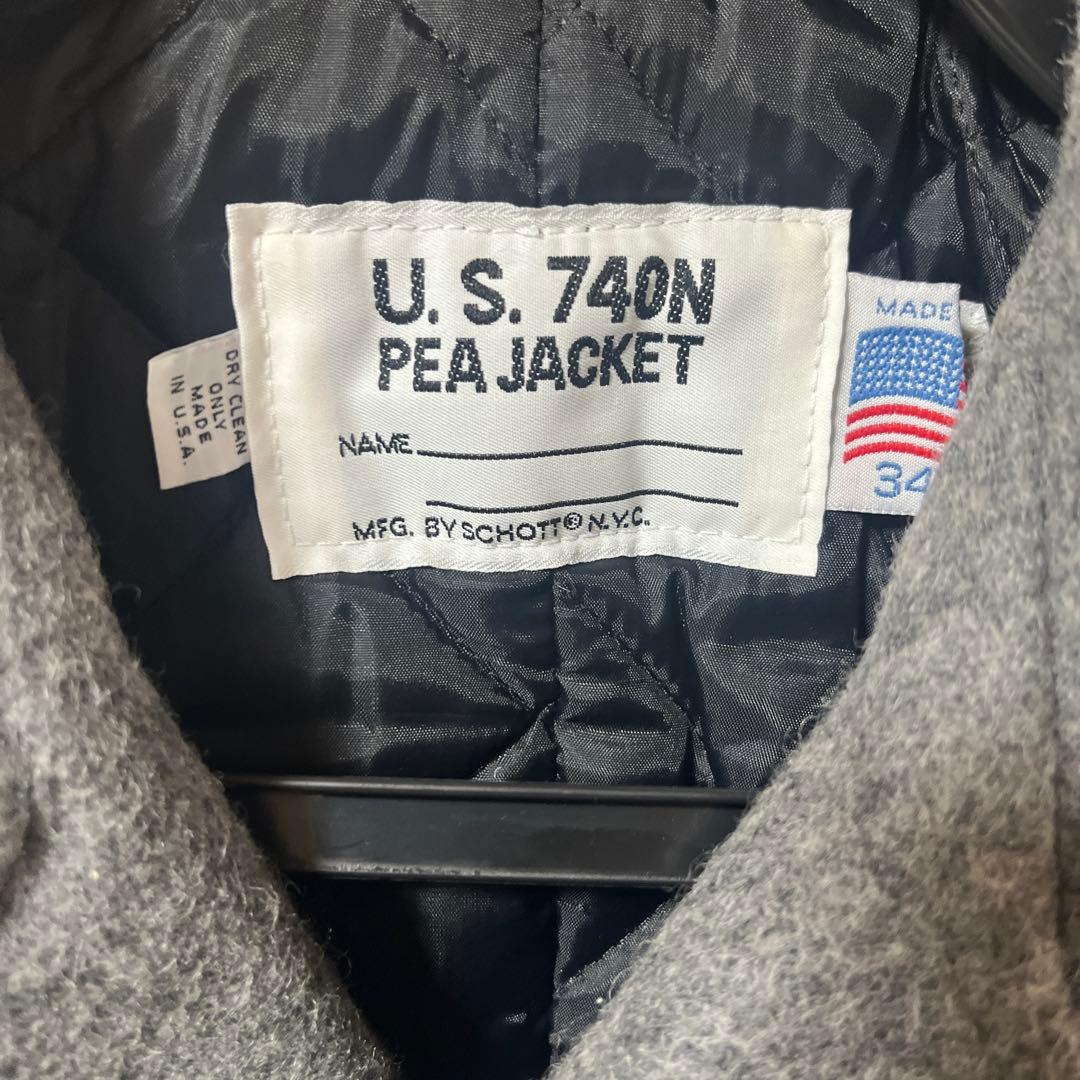 U. S. 740N
PEA JACKET
NAME
MFG. BY SCHOTT® N.Y.C.
DRY CLEAN
ONLY
MADE
IN U.S.A.
MADE
34